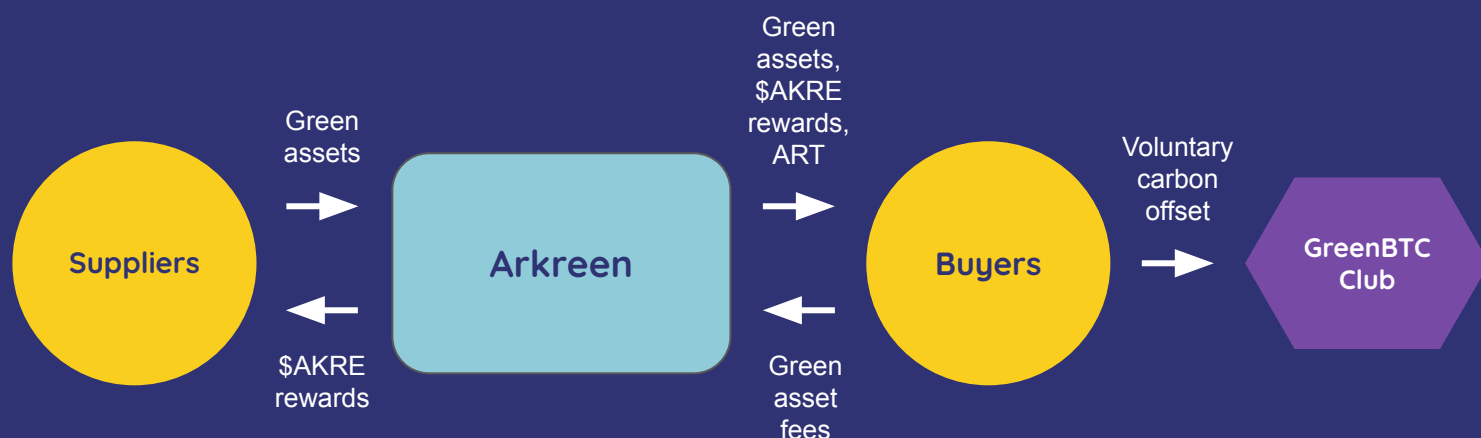 Green
assets
Green
assets,
$AKRE
rewards,
ART
Voluntary
carbon
offset
Suppliers
Arkreen
Buyers
GreenBTC
Club
$AKRE
rewards
Green
asset
fees